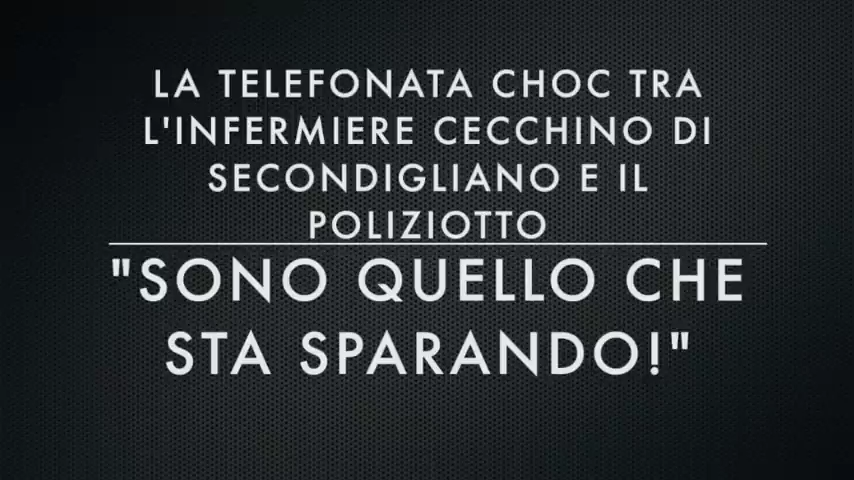 LA TELEFONATA CHOC TRA
L'INFERMIERE CECCHINO DI
SECONDIGLIANO E IL
POLIZIOTTO
"SONO QUELLO CHE
STA SPARANDO!"